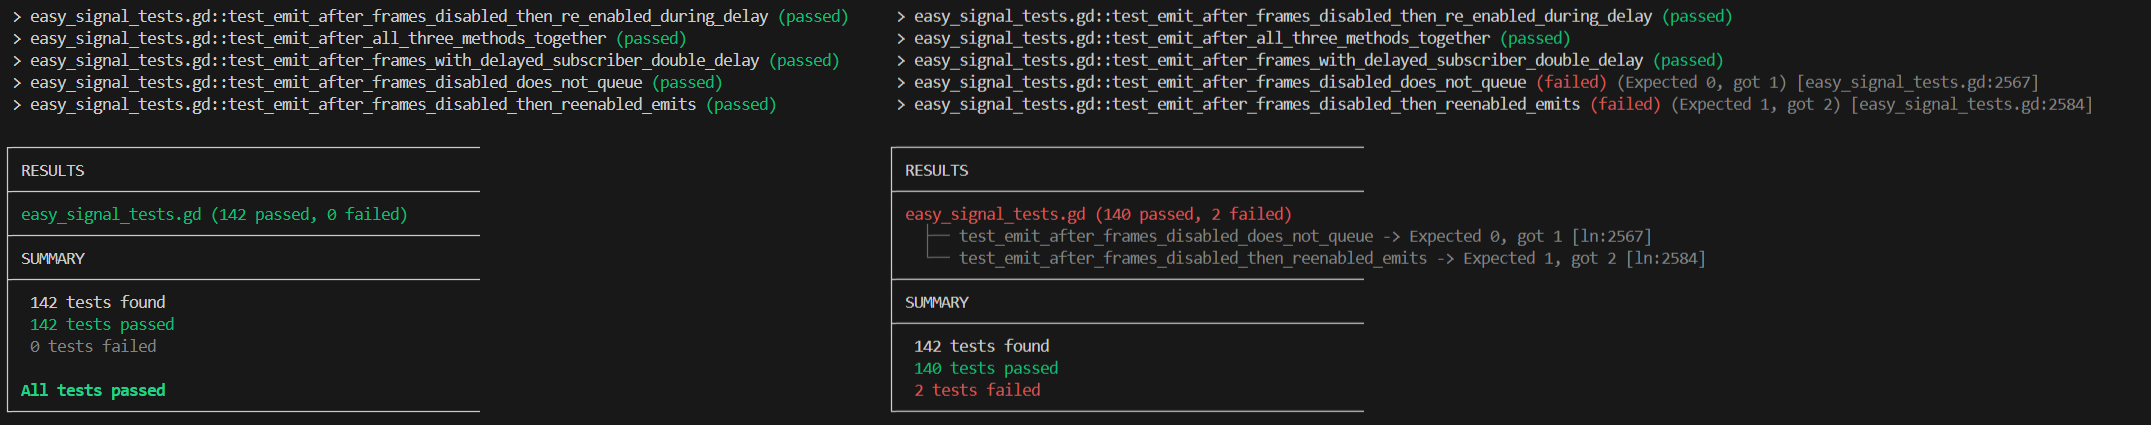 > easy_signal_tests.gd::test_emit_after_frames_disabled_then_re_enabled_during_delay (passed)
> easy_signal_tests.gd::test_emit_after_all_three_methods_together (passed)
> easy_signal_tests.gd::test_emit_after_frames_with_delayed_subscriber_double_delay (passed)
> easy_signal_tests.gd::test_emit_after_frames_disabled_does_not_queue (passed)
> easy_signal_tests.gd::test_emit_after_frames_disabled_then_reenabled_emits (passed)
RESULTS
easy_signal_tests.gd (142 passed, 0 failed)
SUMMARY
142 tests found
142 tests passed
0 tests failed
All tests passed
> easy_signal_tests.gd::test_emit_after_frames_disabled_then_re_enabled_during_delay (passed)
> easy_signal_tests.gd::test_emit_after_all_three_methods_together (passed)
> easy_signal_tests.gd::test_emit_after_frames_with_delayed_subscriber_double_delay (passed)
> easy_signal_tests.gd::test_emit_after_frames_disabled_does_not_queue (failed) (Expected 0, got 1) [easy_signal_tests.gd:2567]
> easy_signal_tests.gd::test_emit_after_frames_disabled_then_reenabled_emits (failed) (Expected 1, got 2) [easy_signal_tests.gd:2584]
RESULTS
easy_signal_tests.gd (140 passed, 2 failed)
test_emit_after_frames_disabled_does_not_queue -> Expected 0, got 1 [ln:2567]
test_emit_after_frames_disabled_then_reenabled_emits -> Expected 1, got 2 [ln:2584]
SUMMARY
142 tests found
140 tests passed
2 tests failed